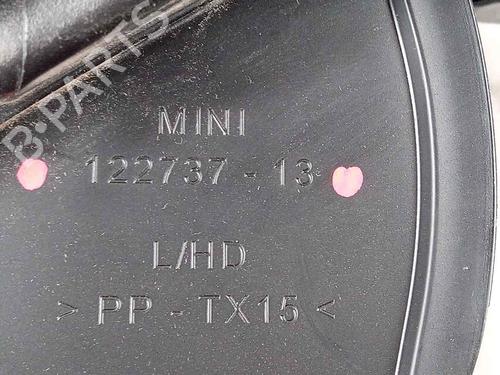 B-PARTS
MINI
122737 - 13
L/HD
> PP - TX15 <